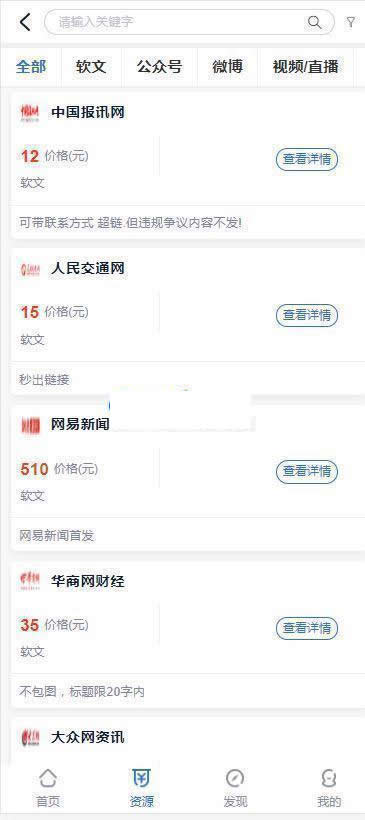 请输入关键字
全部 软文 公众号 微博 视频/直播
中国报讯网
12 价格(元) 查看详情
软文
可带联系方式 超链.但违规争议内容不发!
人民交通网
15 价格(元) 查看详情
软文
秒出链接
网易新闻
510 价格(元) 查看详情
软文
网易新闻首发
华商网财经
35 价格(元) 查看详情
软文
不包图，标题限20字内
大众网资讯
首页 资源 发现 我的